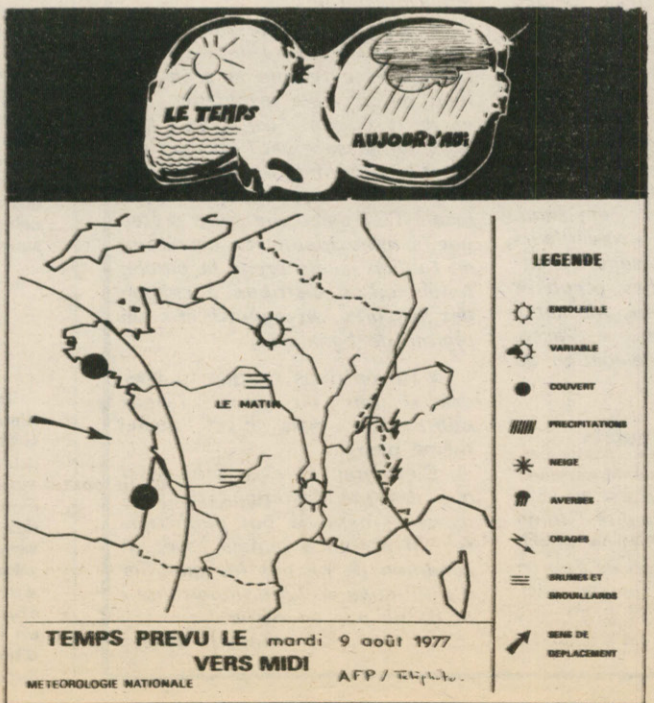 LE TEMPS
AUJOURD'HUI
LE MATIN
LEGENDE
ENSOLEILLE
VARIABLE
COUVERT
PRECIPITATIONS
NEIGE
AVERSES
ORAGES
BRUMES ET
BROUILLARDS
SENS DE
DEPLACEMENT
TEMPS PREVU LE mardi 9 août 1977
VERS MIDI
METEOROLOGIE NATIONALE
AFP /